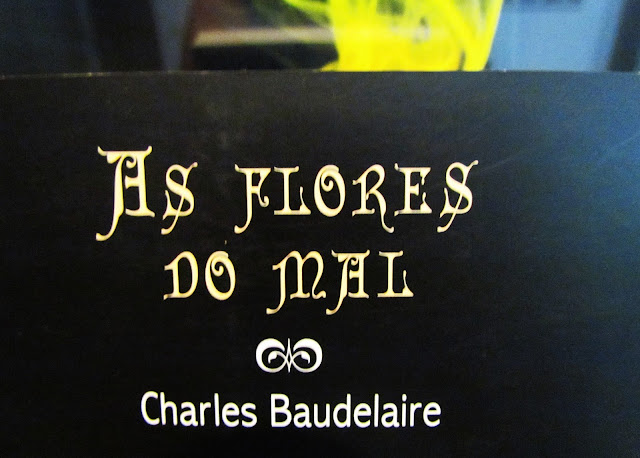 As flores
do mal
Charles Baudelaire